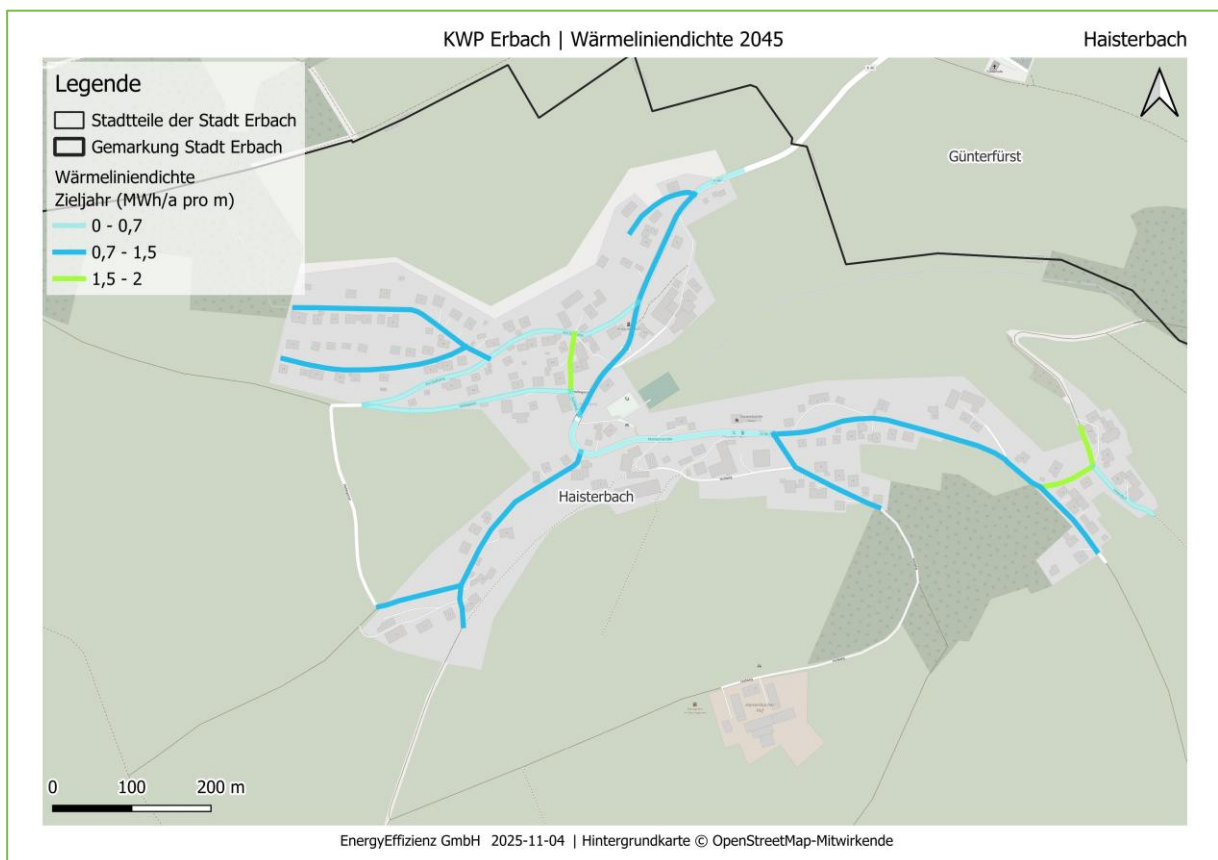 KWP Erbach | Wärmeliniendichte 2045
Haisterbach
Legende
Stadtteile der Stadt Erbach
Gemarkung Stadt Erbach
Wärmeliniendichte
Zieljahr (MWh/a pro m)
0 - 0,7
0,7 - 1,5
1,5 - 2
Günterfürst
Haisterbach
0 100 200 m
EnergyEffizienz GmbH 2025-11-04 | Hintergrundkarte © OpenStreetMap-Mitwirkende